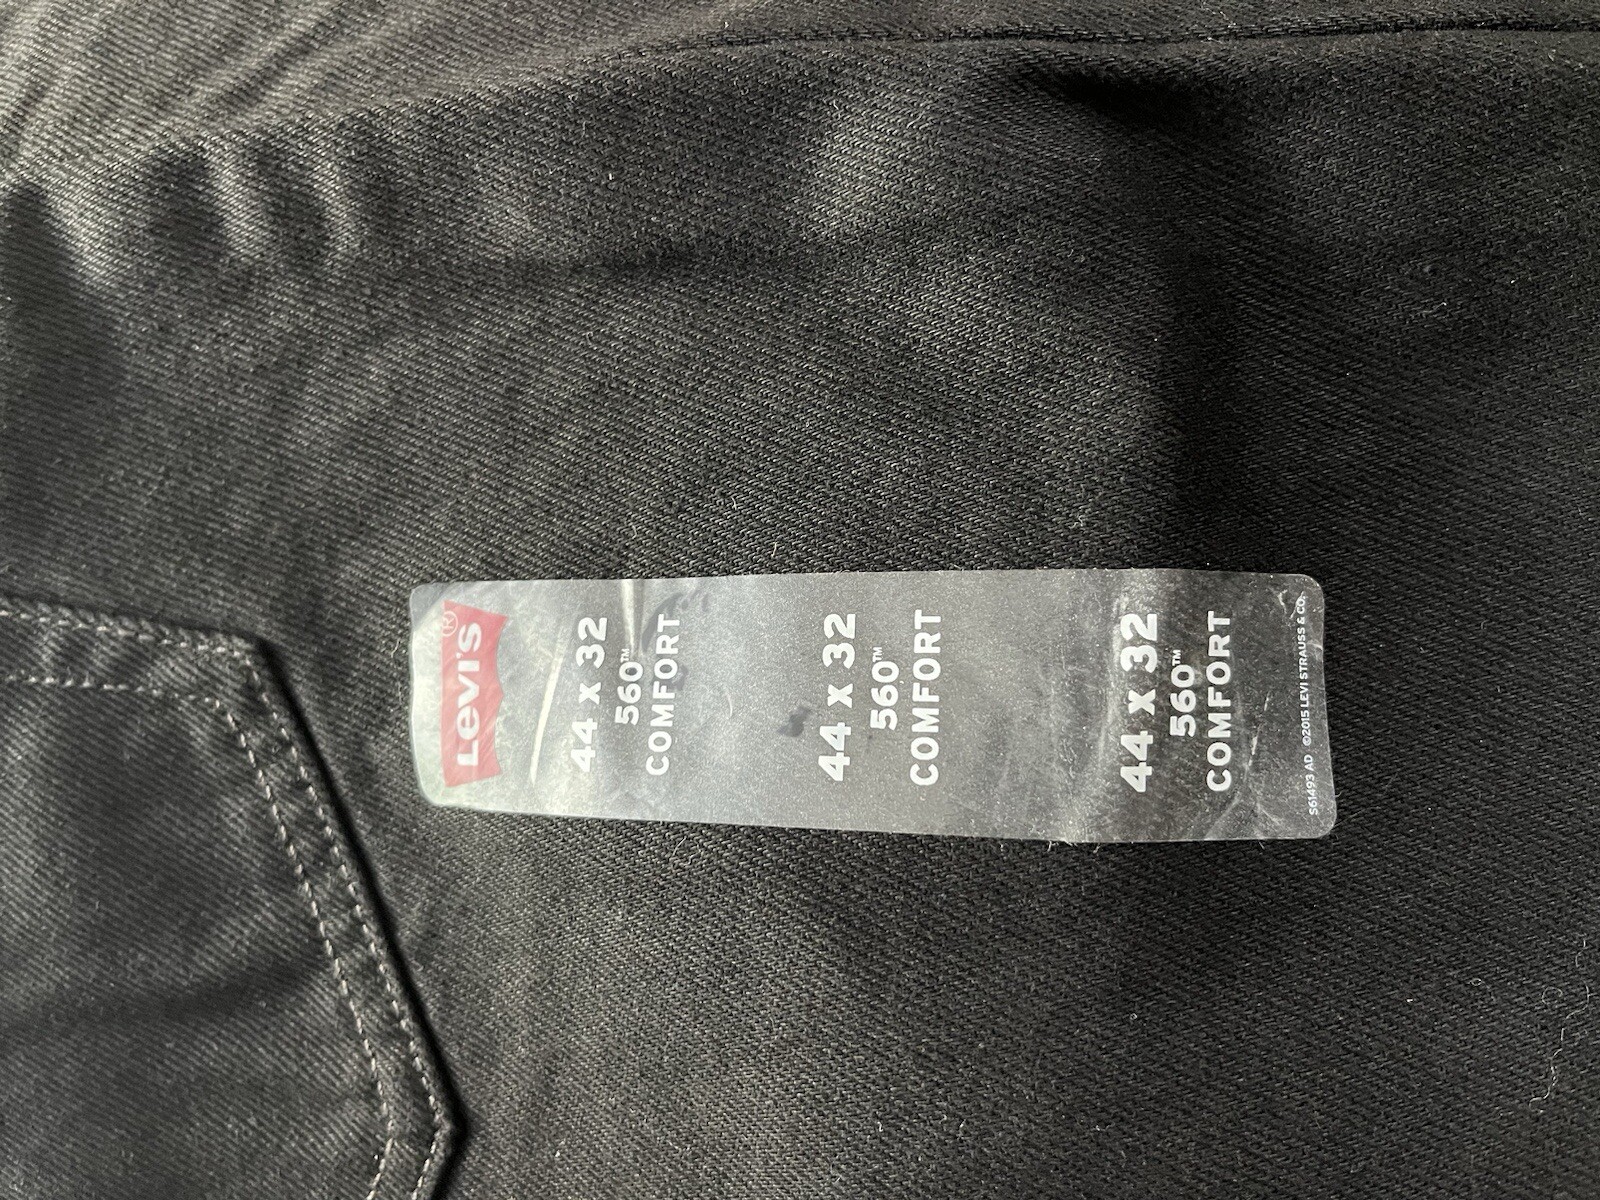 Levi's®
44 X 32
560™
COMFORT
44 X 32
560™
COMFORT
44 X 32
560™
COMFORT
S61493 AD ©2015 LEVI STRAUSS & CO.